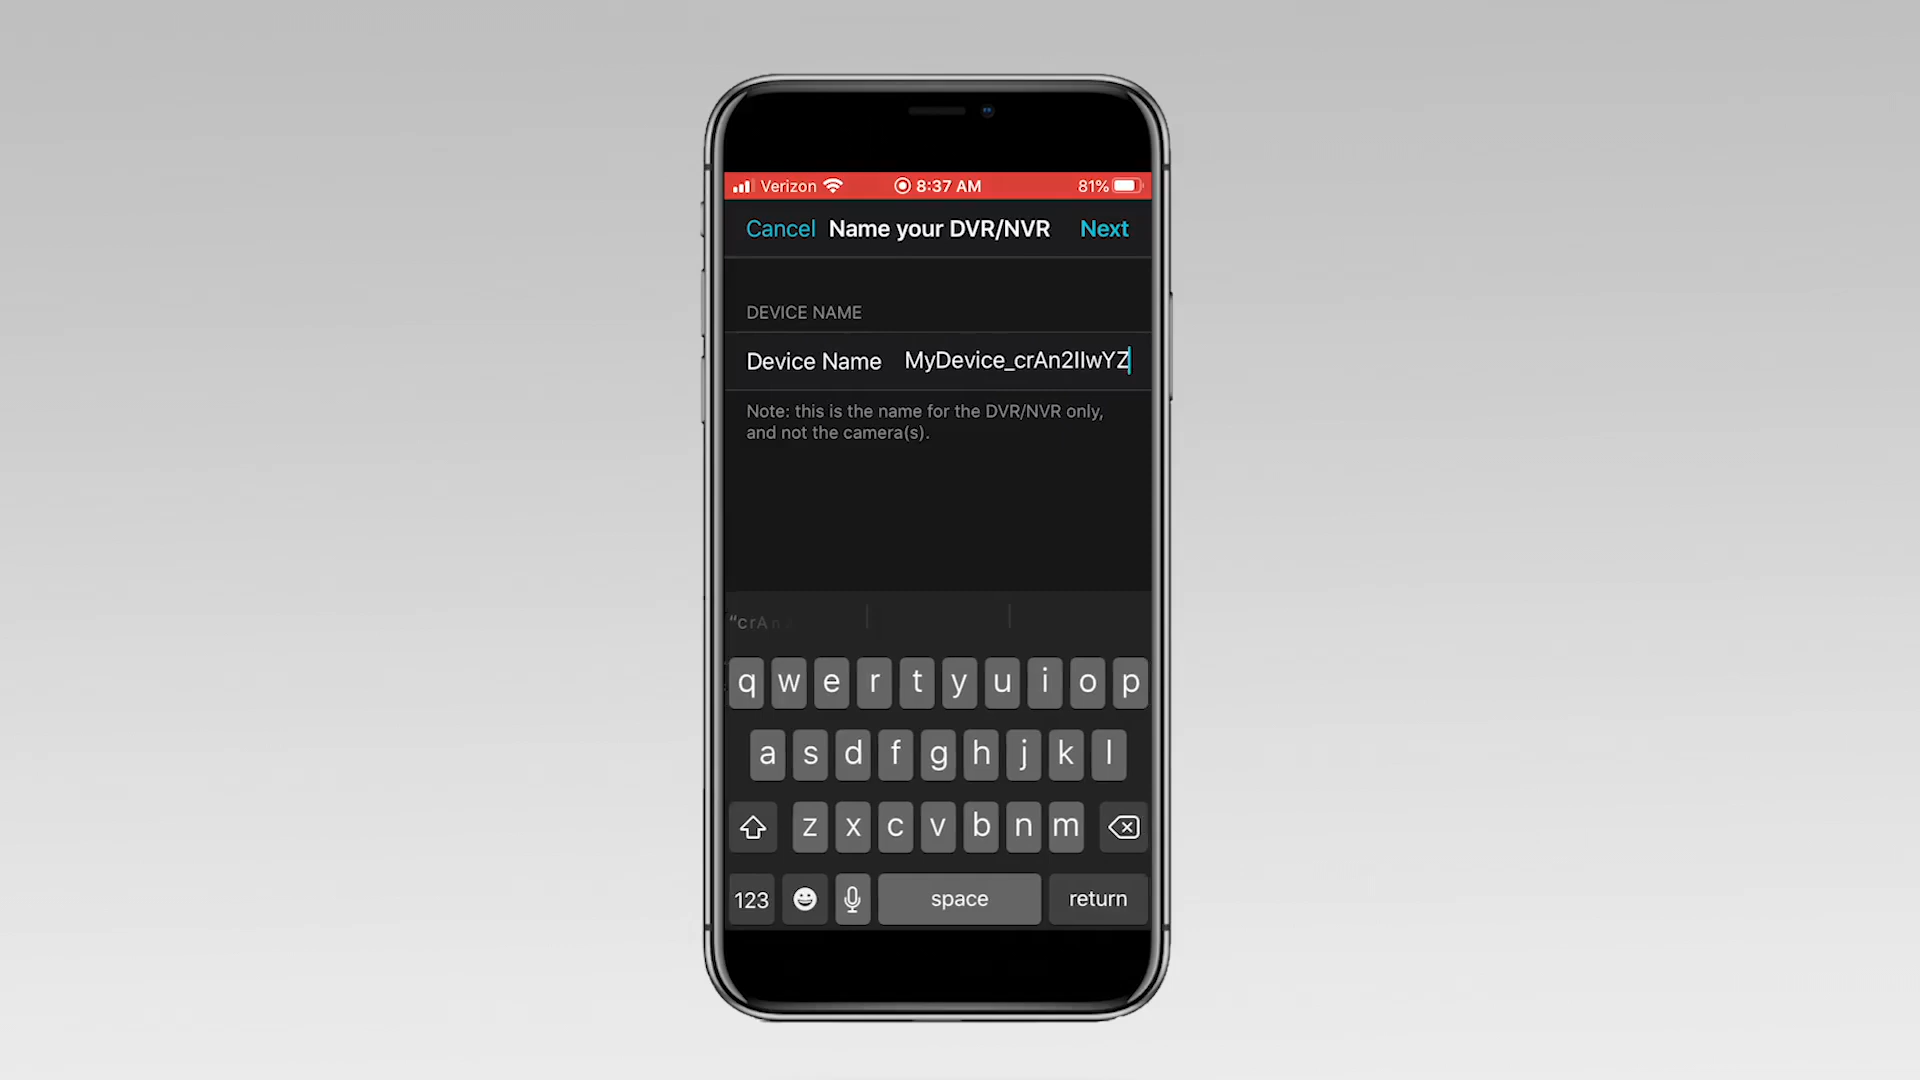 Verizon 8:37 AM 81%
Cancel Name your DVR/NVR Next
DEVICE NAME
Device Name MyDevice_crAn2IIwYZ
Note: this is the name for the DVR/NVR only,
and not the camera(s).
“crAn
q w e r t y u i o p
a s d f g h j k l
z x c v b n m
123 space return